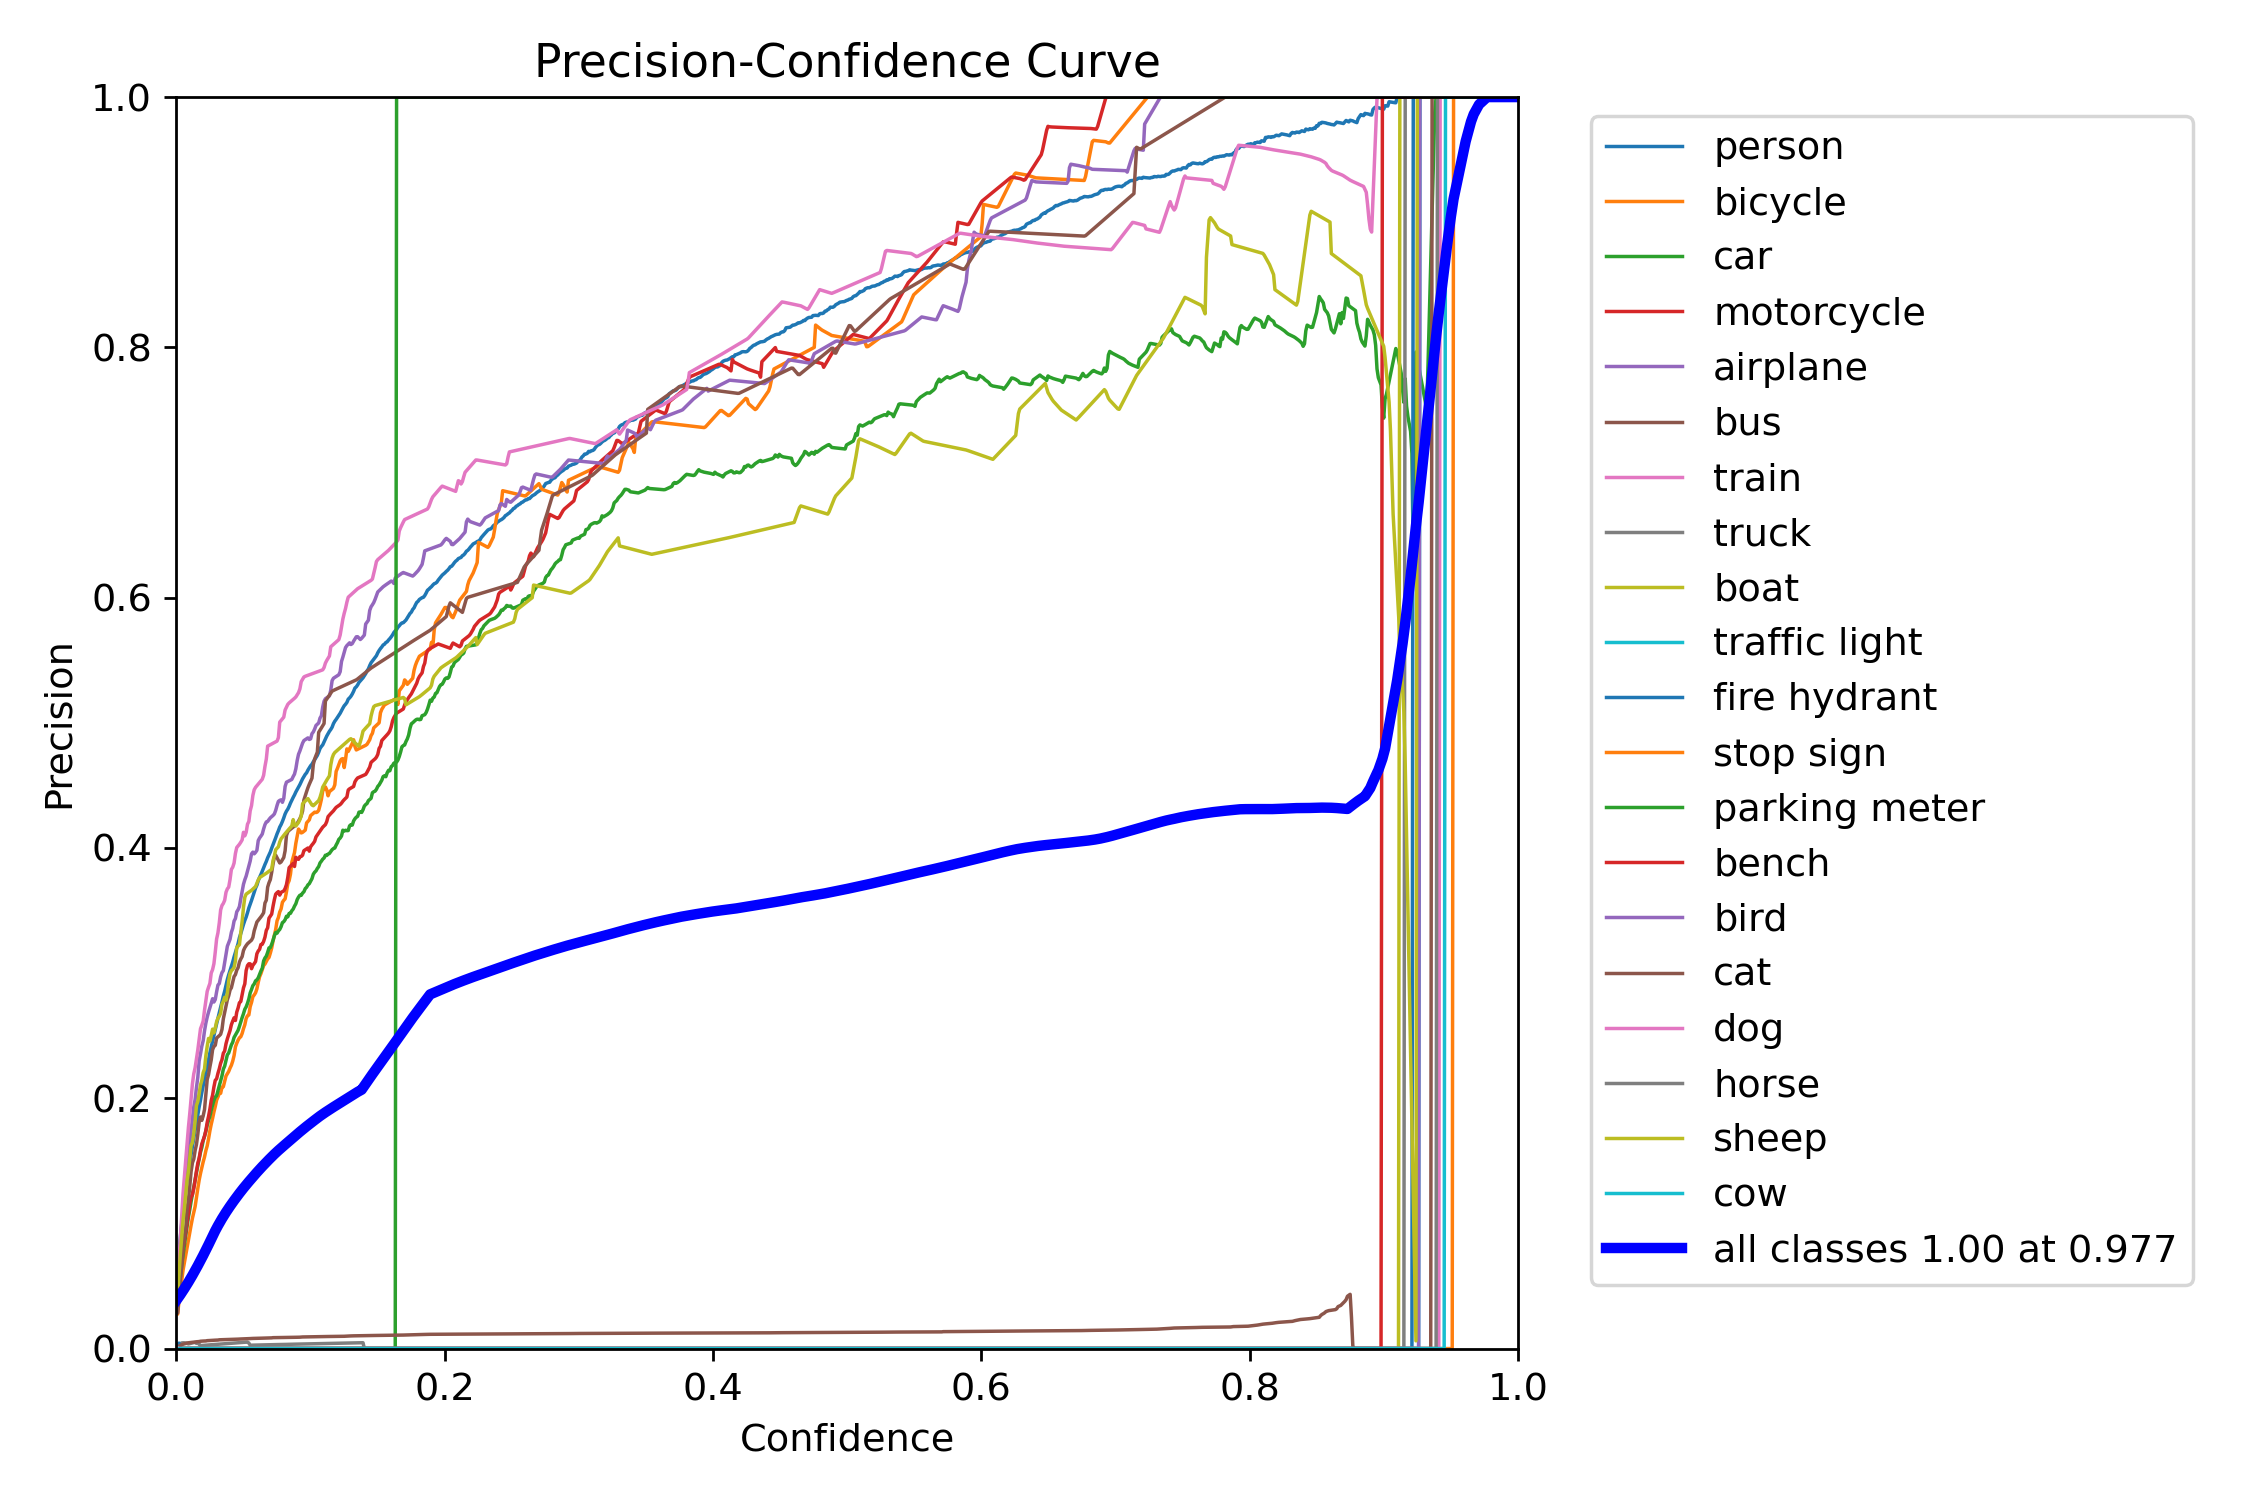 Precision-Confidence Curve
1.0
0.8
0.6
0.4
0.2
0.0
Precision
0.0 0.2 0.4 0.6 0.8 1.0
Confidence
person
bicycle
car
motorcycle
airplane
bus
train
truck
boat
traffic light
fire hydrant
stop sign
parking meter
bench
bird
cat
dog
horse
sheep
cow
all classes 1.00 at 0.977